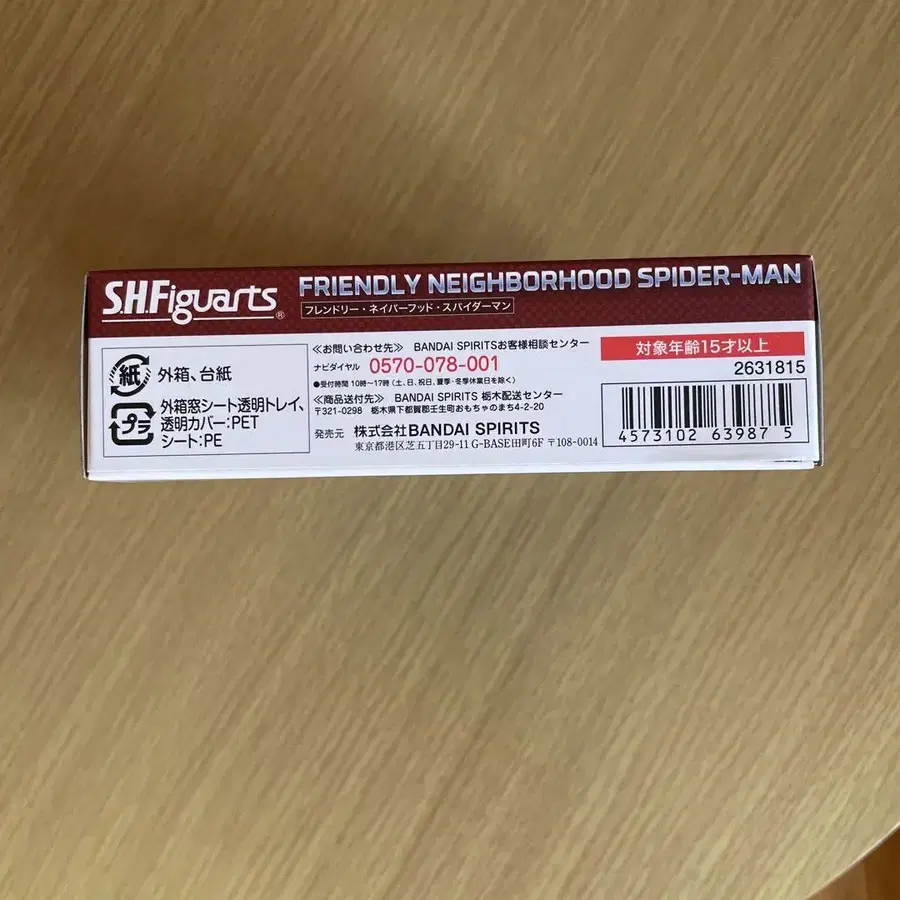 S.H.Figuarts®
FRIENDLY NEIGHBORHOOD SPIDER-MAN
フレンドリー・ネイバーフッド・スパイダーマン
紙 外箱、台紙
プラ 外箱窓シート透明トレイ、
透明カバー:PET
シート:PE
≪お問い合わせ先≫ BANDAI SPIRITSお客様相談センター
ナビダイヤル 0570-078-001
●受付時間 10時〜17時(土、日、祝日、夏季・冬季休業日を除く)
≪商品送付先≫ BANDAI SPIRITS 栃木配送センター
〒321-0298 栃木県下都賀郡壬生町おもちゃのまち4-2-20
発売元 株式会社BANDAI SPIRITS
東京都港区芝五丁目29-11 G-BASE田町6F 〒108-0014
対象年齢15才以上
2631815
4573102 63987 5